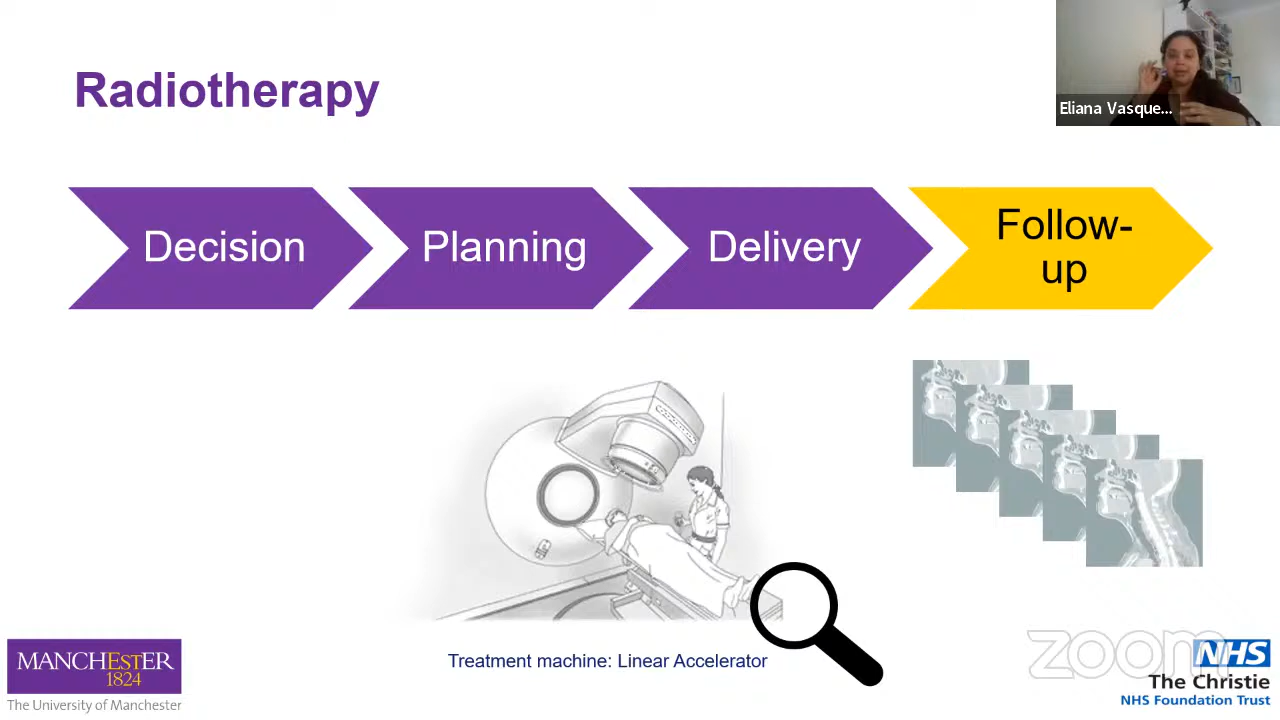 Radiotherapy
Eliana Vasque...
Decision
Planning
Delivery
Follow-
up
Treatment machine: Linear Accelerator
MANCHESTER
1824
The University of Manchester
zoom
NHS
The Christie
NHS Foundation Trust